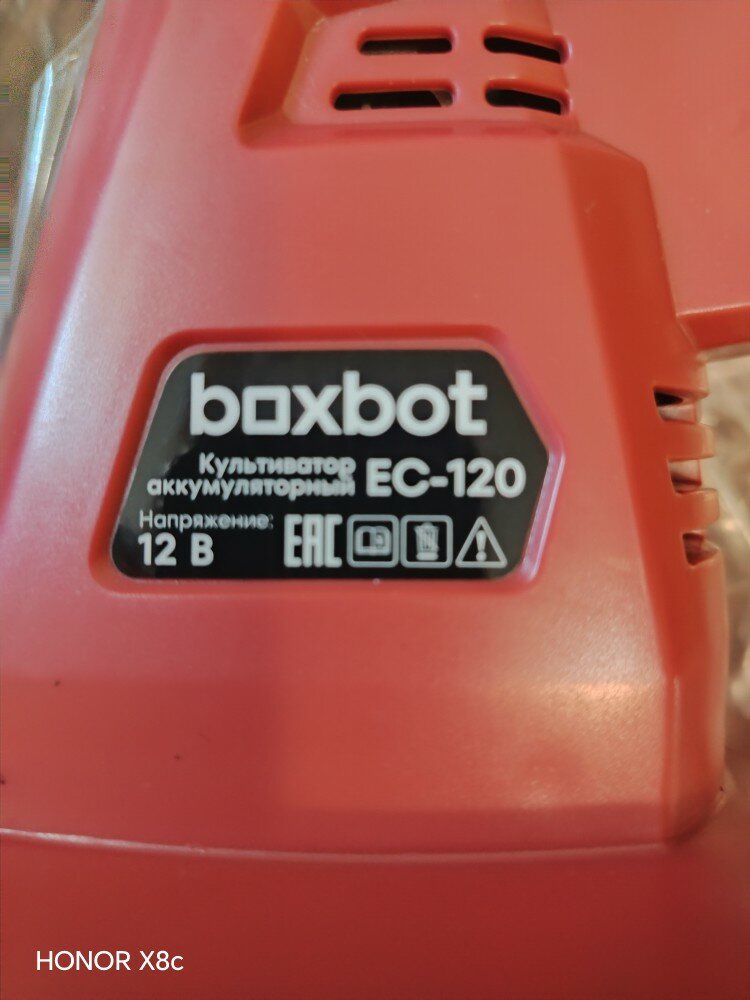 boxbot
Культиватор
аккумуляторный EC-120
Напряжение:
12 В
EAC
HONOR X8c